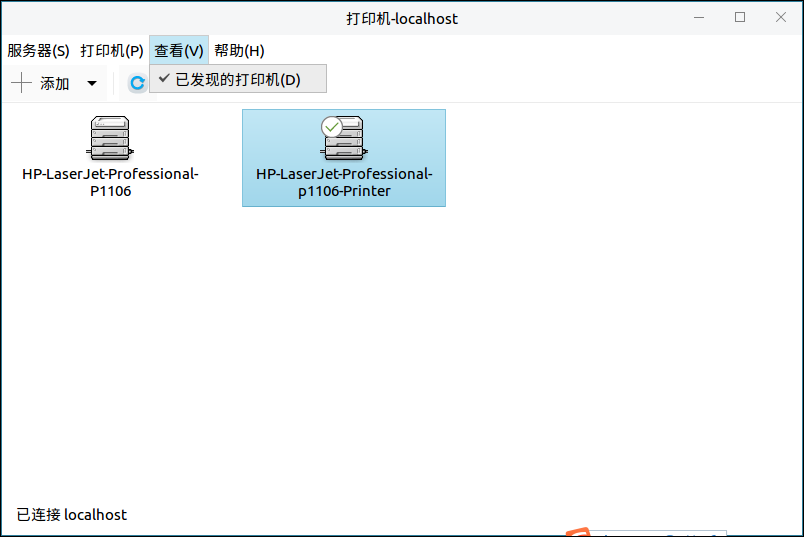 打印机-localhost
服务器(S) 打印机(P) 查看(V) 帮助(H)
添加
已发现的打印机(D)
HP-LaserJet-Professional-
P1106
HP-LaserJet-Professional-
p1106-Printer
已连接 localhost